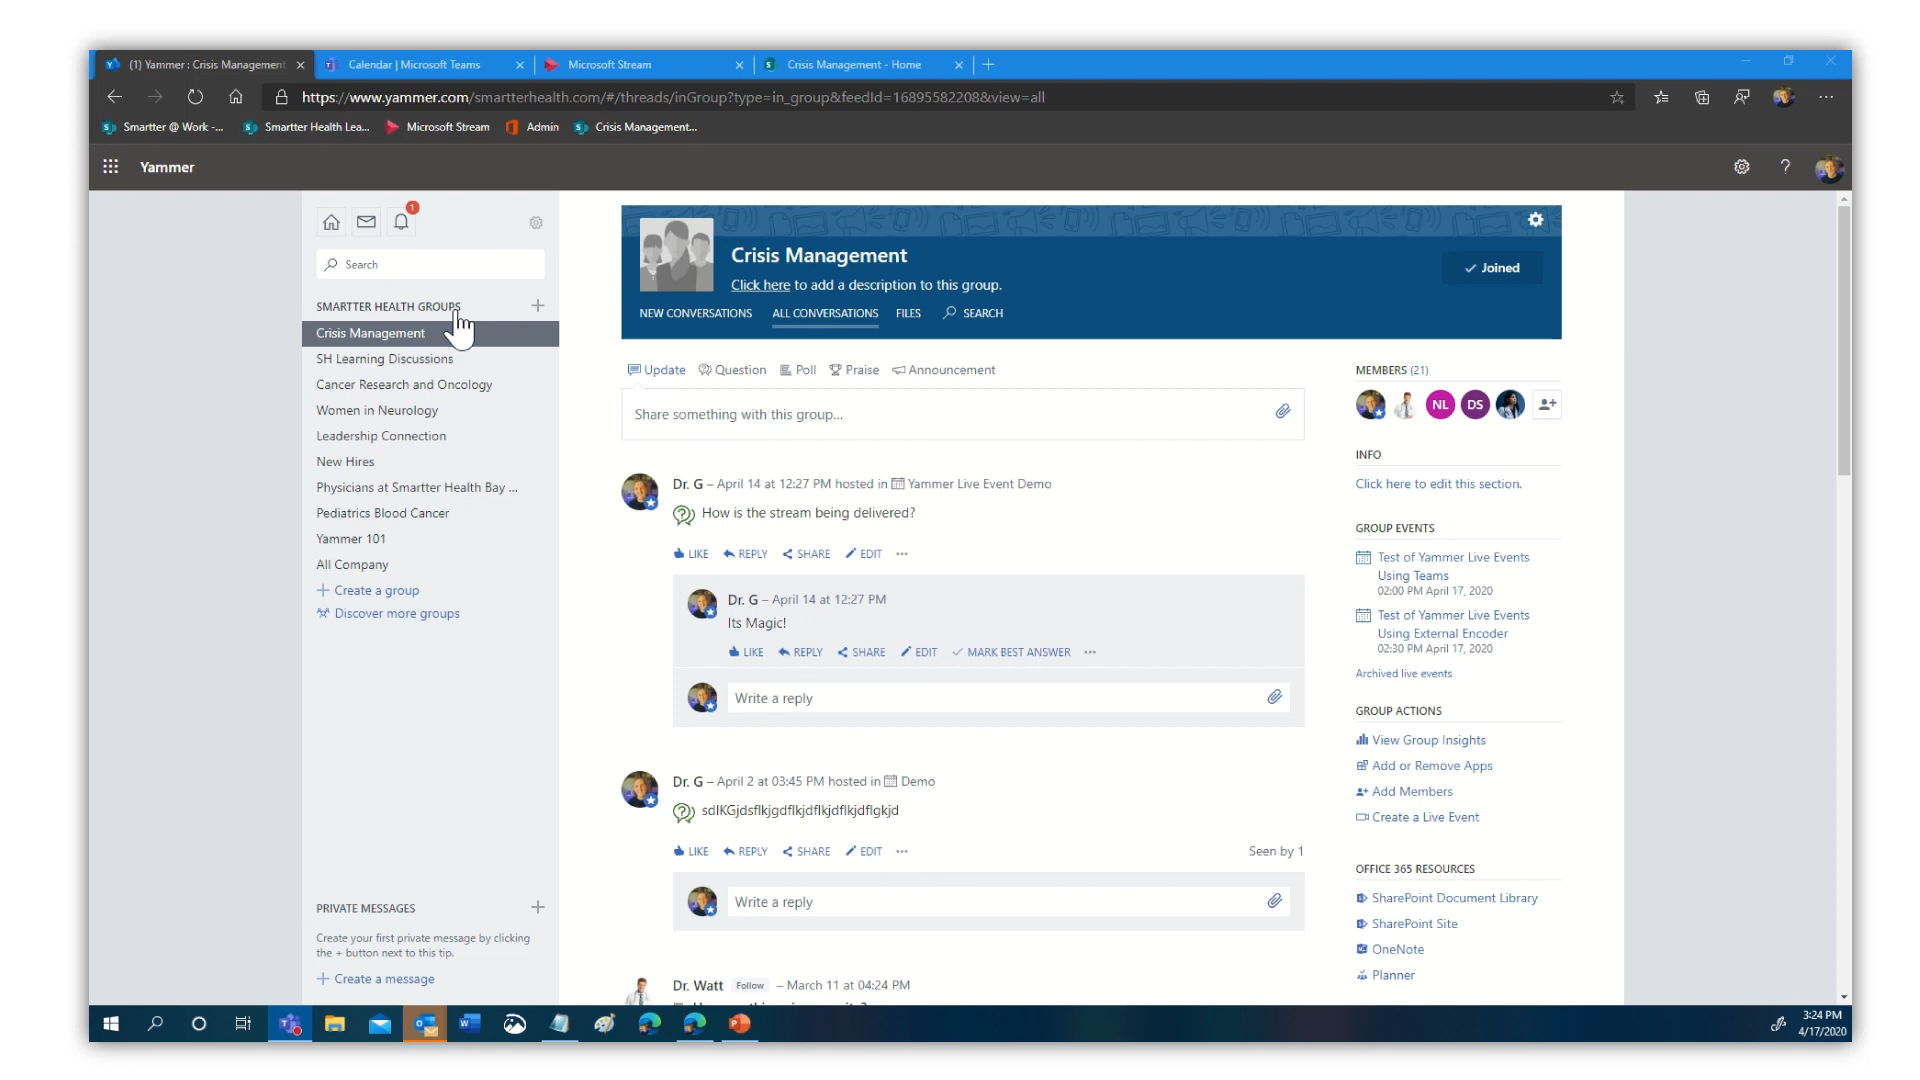 (1) Yammer : Crisis Management
Calendar | Microsoft Teams
Microsoft Stream
Crisis Management - Home
https://www.yammer.com/smartterhealth.com/#/threads/inGroup?type=in_group&feedId=16895582208&view=all
Smartter @ Work -...
Smartter Health Lea...
Microsoft Stream
Admin
Crisis Management...
Yammer
1
Search
SMARTTER HEALTH GROUPS
Crisis Management
SH Learning Discussions
Cancer Research and Oncology
Women in Neurology
Leadership Connection
New Hires
Physicians at Smartter Health Bay ...
Pediatrics Blood Cancer
Yammer 101
All Company
Create a group
Discover more groups
PRIVATE MESSAGES
Create your first private message by clicking
the + button next to this tip.
Create a message
Crisis Management
Click here to add a description to this group.
Joined
NEW CONVERSATIONS ALL CONVERSATIONS FILES SEARCH
Update Question Poll Praise Announcement
Share something with this group...
Dr. G – April 14 at 12:27 PM hosted in Yammer Live Event Demo
How is the stream being delivered?
LIKE REPLY SHARE EDIT ...
Dr. G – April 14 at 12:27 PM
Its Magic!
LIKE REPLY SHARE EDIT MARK BEST ANSWER ...
Write a reply
Dr. G – April 2 at 03:45 PM hosted in Demo
sdlKGjdsflkjgdflkjdflkjdflkjdflgkjd
LIKE REPLY SHARE EDIT ...
Seen by 1
Write a reply
Dr. Watt Follow – March 11 at 04:24 PM
MEMBERS (21)
NL DS
INFO
Click here to edit this section.
GROUP EVENTS
Test of Yammer Live Events
Using Teams
02:00 PM April 17, 2020
Test of Yammer Live Events
Using External Encoder
02:30 PM April 17, 2020
Archived live events
GROUP ACTIONS
View Group Insights
Add or Remove Apps
Add Members
Create a Live Event
OFFICE 365 RESOURCES
SharePoint Document Library
SharePoint Site
OneNote
Planner
3:24 PM
4/17/2020